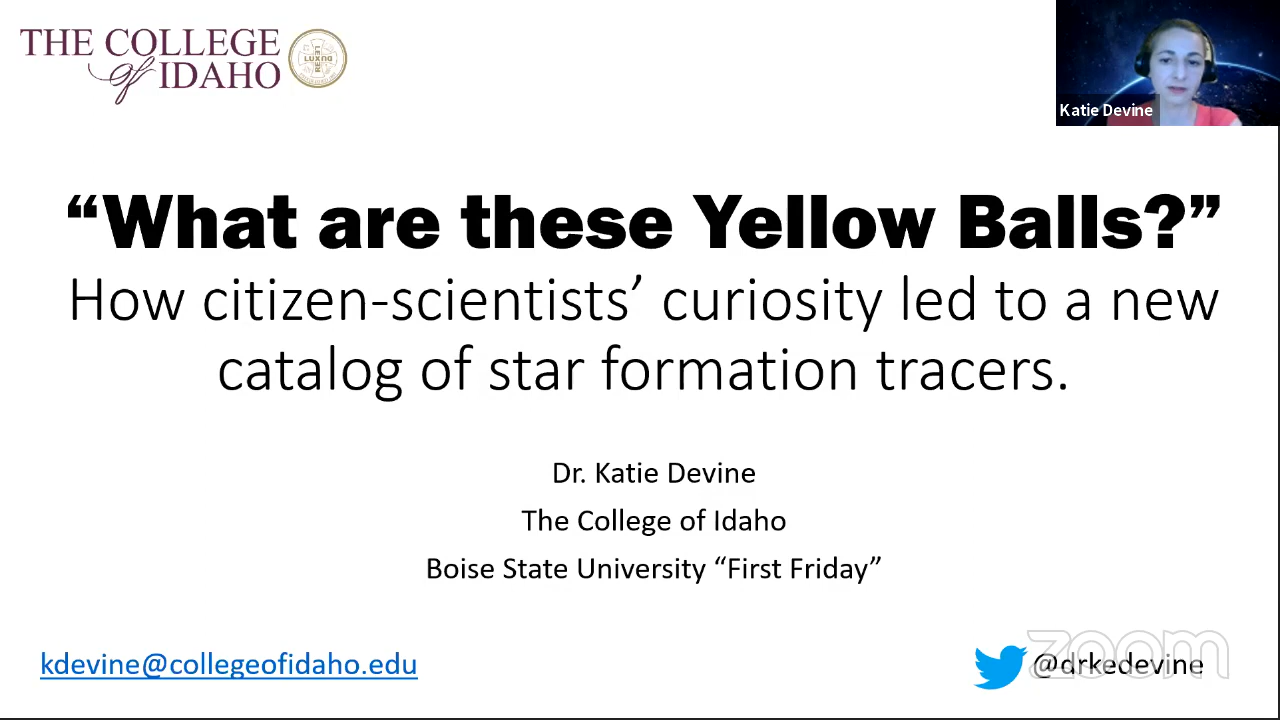 THE COLLEGE
of IDAHO
LUX
Katie Devine
“What are these Yellow Balls?”
How citizen-scientists’ curiosity led to a new
catalog of star formation tracers.
Dr. Katie Devine
The College of Idaho
Boise State University “First Friday”
kdevine@collegeofidaho.edu
@drkedevine
zoom